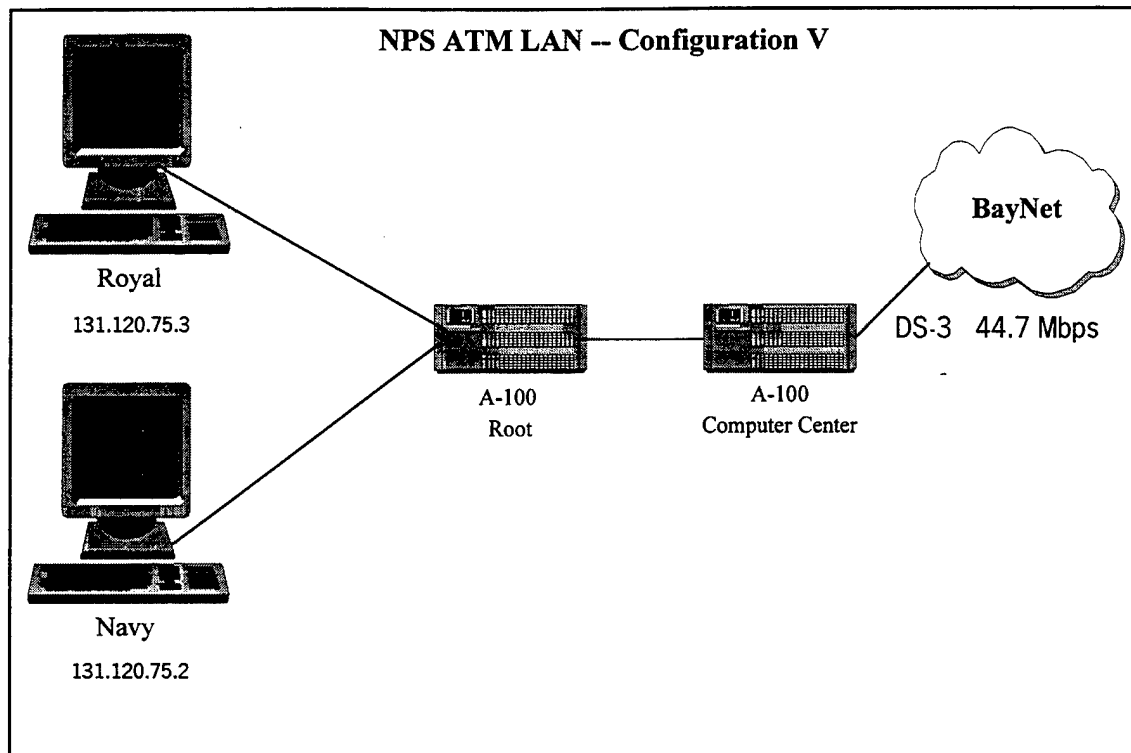 NPS ATM LAN -- Configuration V
Royal
131.120.75.3
Navy
131.120.75.2
A-100
Root
A-100
Computer Center
BayNet
DS-3 44.7 Mbps